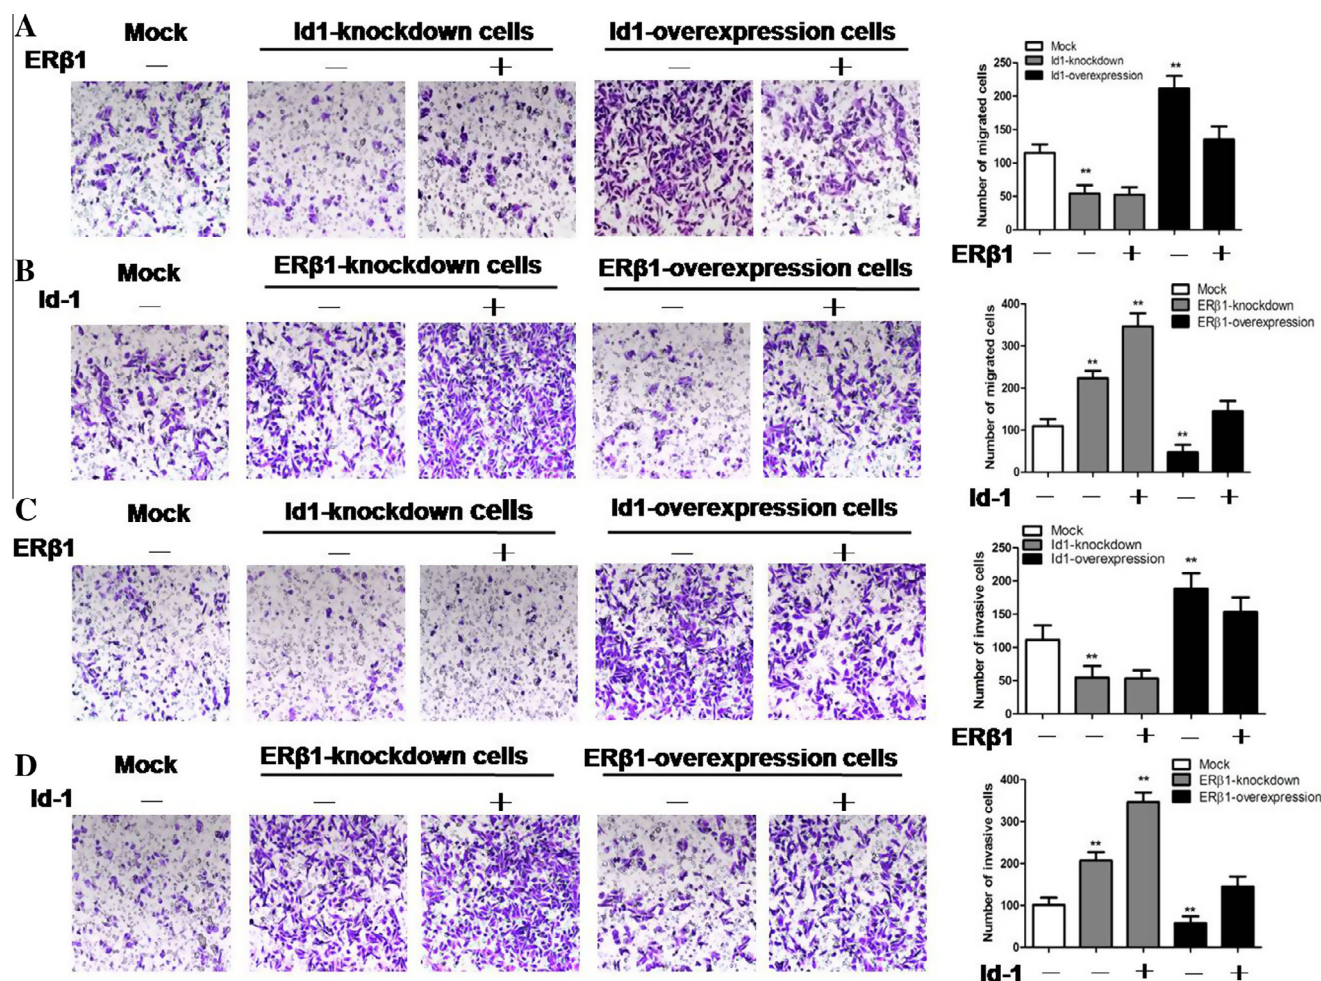 A
Mock
Id1-knockdown cells
Id1-overexpression cells
ERβ1
—
—
+
—
+
Mock
Id1-knockdown
Id1-overexpression
Number of migrated cells
250
200
150
100
50
0
**
**
ERβ1
— — + — +
B
Mock
ERβ1-knockdown cells
ERβ1-overexpression cells
Id-1
—
—
+
—
+
Mock
ERβ1-knockdown
ERβ1-overexpression
Number of migrated cells
400
300
200
100
0
**
**
**
Id-1
— — + — +
C
Mock
Id1-knockdown cells
Id1-overexpression cells
ERβ1
—
—
+
—
+
Mock
Id1-knockdown
Id1-overexpression
Number of invasive cells
250
200
150
100
50
0
**
**
ERβ1
— — + — +
D
Mock
ERβ1-knockdown cells
ERβ1-overexpression cells
Id-1
—
—
+
—
+
Mock
ERβ1-knockdown
ERβ1-overexpression
Number of invasive cells
400
300
200
100
0
**
**
**
Id-1
— — + — +